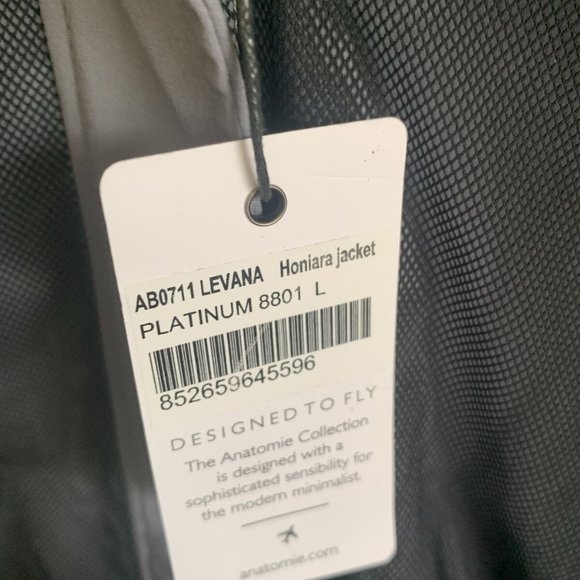 AB0711 LEVANA Honiara jacket
PLATINUM 8801 L
852659645596
DESIGNED TO FLY
The Anatomie Collection
is designed with a
sophisticated sensibility for
the modern minimalist.
anatomie.com